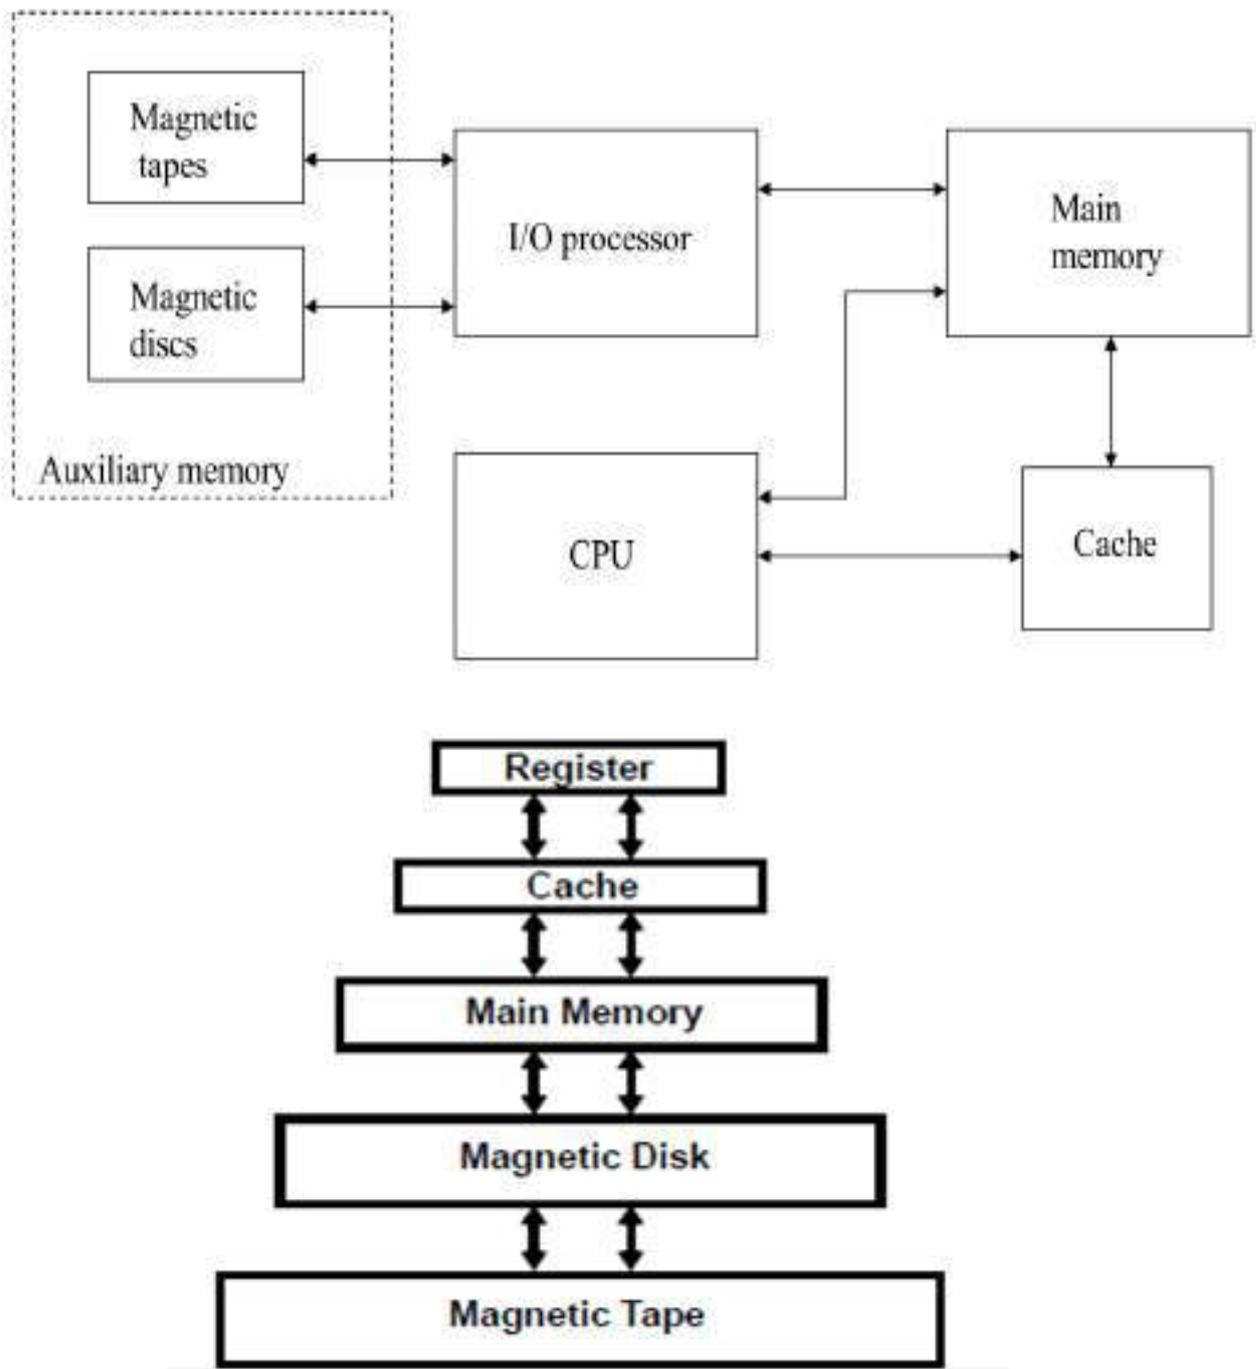 Magnetic
tapes
I/O processor
Main
memory
Magnetic
discs
Auxiliary memory
CPU
Cache
Register
Cache
Main Memory
Magnetic Disk
Magnetic Tape